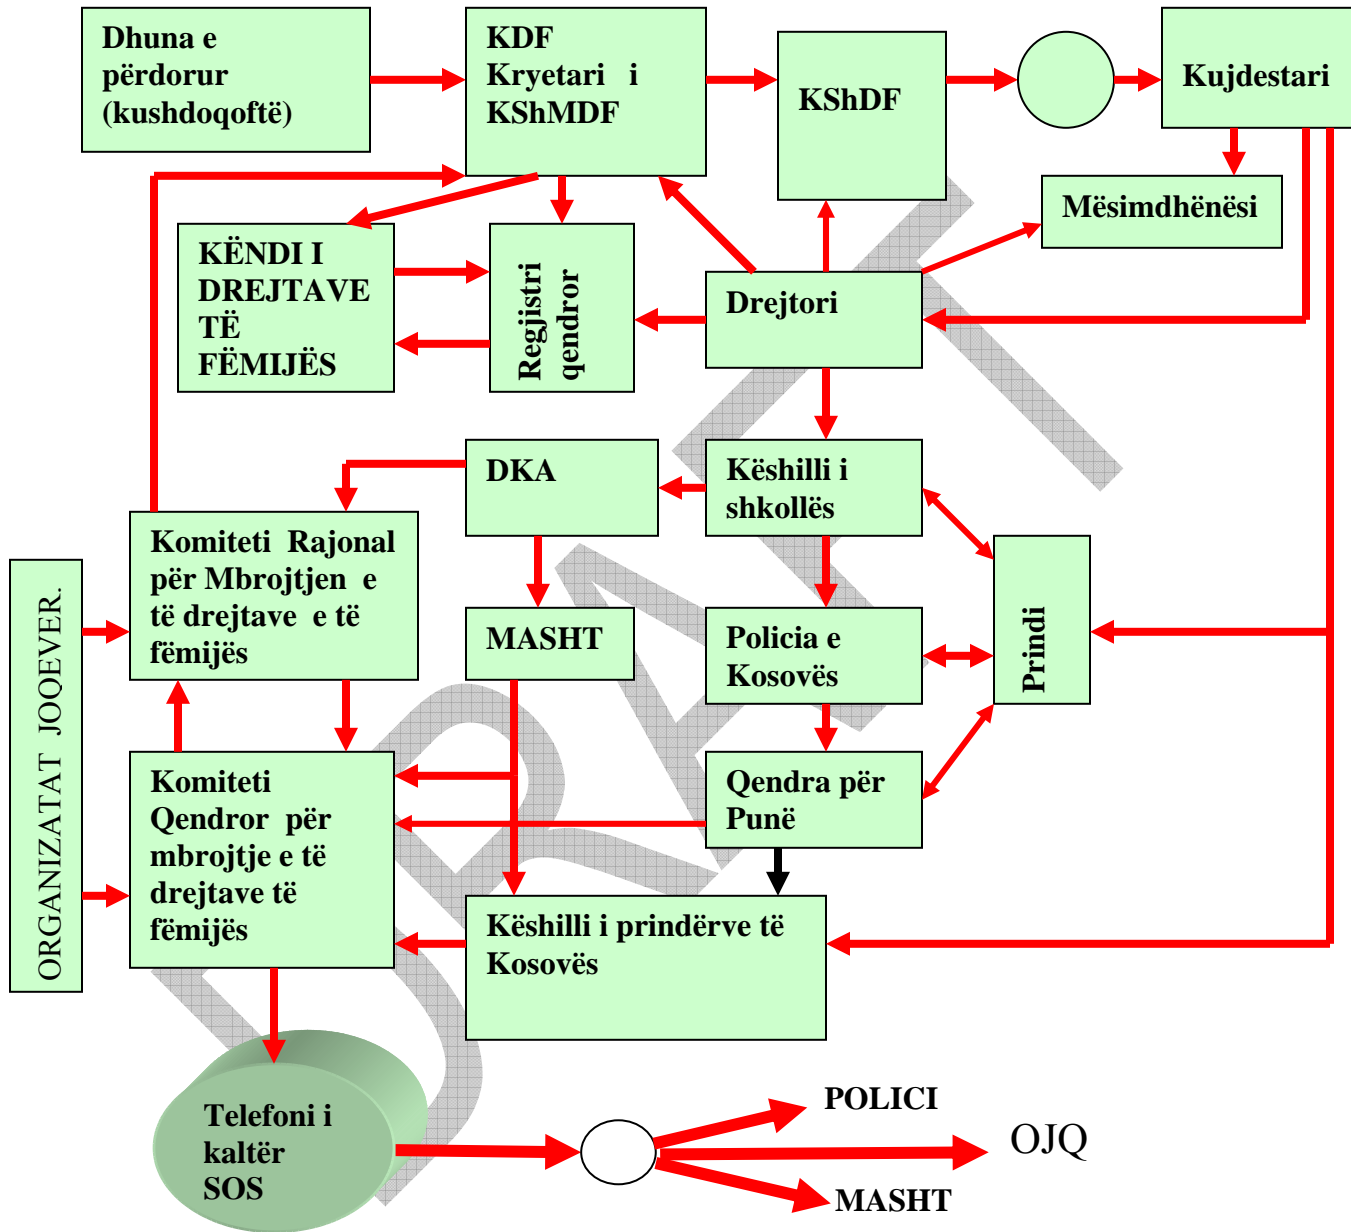 Dhuna e
përdorur
(kushdoqoftë)
KDF
Kryetari i
KShMDF
KShDF
Kujdestari
Mësimdhënësi
KËNDI I
DREJTAVE
TË
FËMIJËS
Regjistri
qendror
Drejtori
DKA
Këshilli i
shkollës
Komiteti Rajonal
për Mbrojtjen e
të drejtave e të
fëmijës
ORGANIZATAT JOQEVER.
MASHT
Policia e
Kosovës
Prindi
Komiteti
Qendror për
mbrojtje e të
drejtave të
fëmijës
Qendra për
Punë
Këshilli i prindërve të
Kosovës
Telefoni i
kaltër
SOS
POLICI
OJQ
MASHT
DRAFT